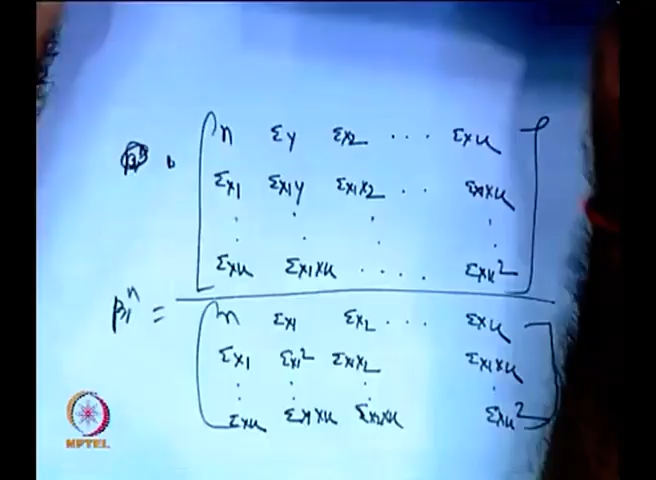 n Σy Σx2 ... Σxk
Σx1 Σx1y Σx1x2 .. Σx1xk
Σxk Σx1xk .... Σxk²
β1^ =
n Σx1 Σx2 ... Σxk
Σx1 Σx1² Σx1x2 Σx1xk
Σxk Σx1xk Σx2xk Σxk²
NPTEL